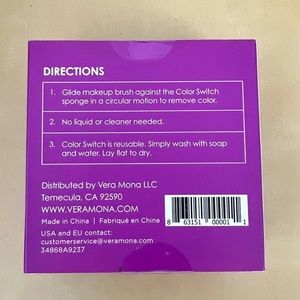 DIRECTIONS
1. Glide makeup brush against the Color Switch
sponge in a circular motion to remove color.
2. No liquid or cleaner needed.
3. Color Switch is reusable. Simply wash with soap
and water. Lay flat to dry.
Distributed by Vera Mona LLC
Temecula, CA 92590
WWW.VERAMONA.COM
Made in China | Fabriqué en Chine
USA and EU contact:
customerservice@veramona.com
34868A9237
8 63151 00001 1